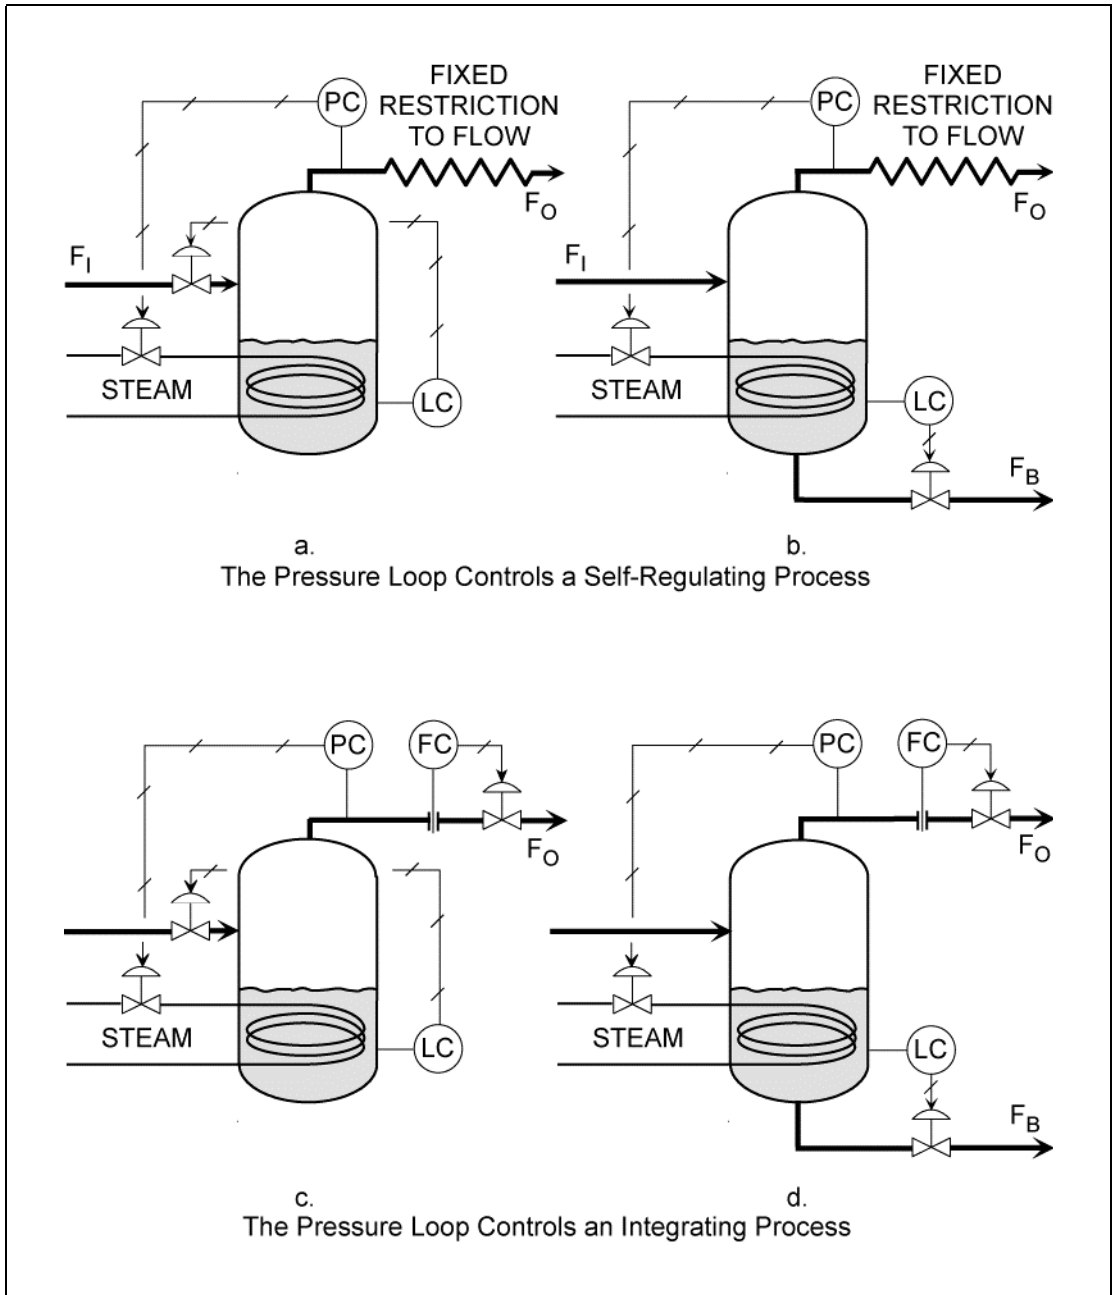 PC
FIXED
RESTRICTION
TO FLOW
FO
FI
STEAM
LC
a.
PC
FIXED
RESTRICTION
TO FLOW
FO
FI
STEAM
LC
FB
b.
The Pressure Loop Controls a Self-Regulating Process
PC
FC
FO
STEAM
LC
c.
PC
FC
FO
STEAM
LC
FB
d.
The Pressure Loop Controls an Integrating Process